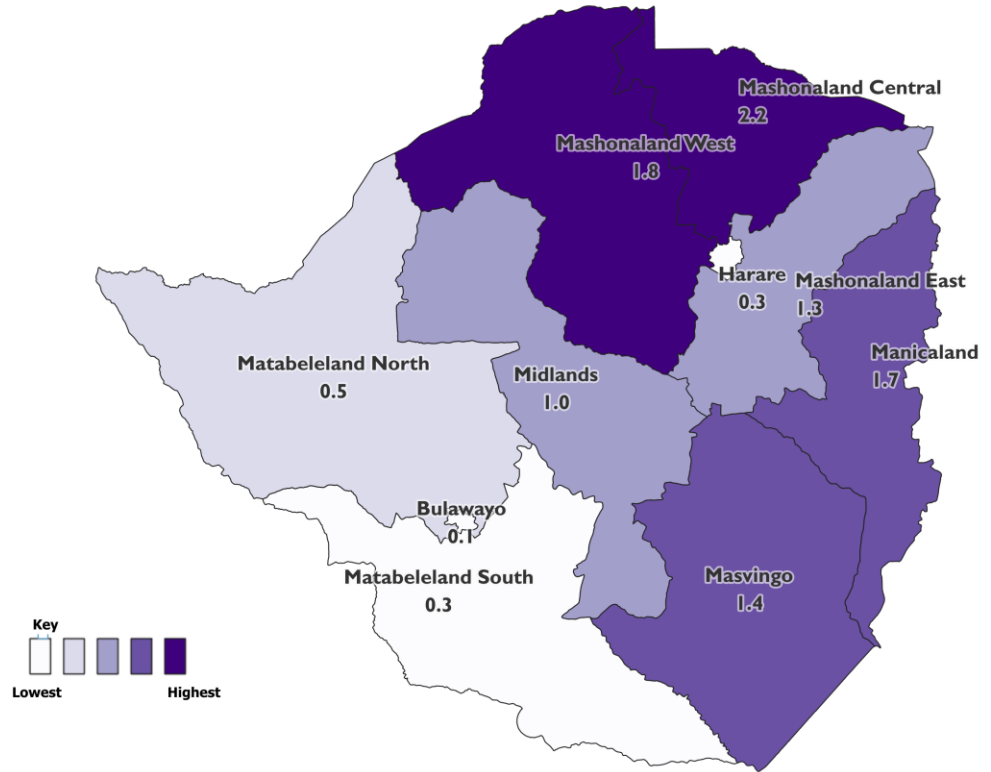 Mashonaland Central
2.2
Mashonaland West
1.8
Harare
0.3
Mashonaland East
1.3
Manicaland
1.7
Matabeleland North
0.5
Midlands
1.0
Bulawayo
0.1
Matabeleland South
0.3
Masvingo
1.4
Key
Lowest
Highest